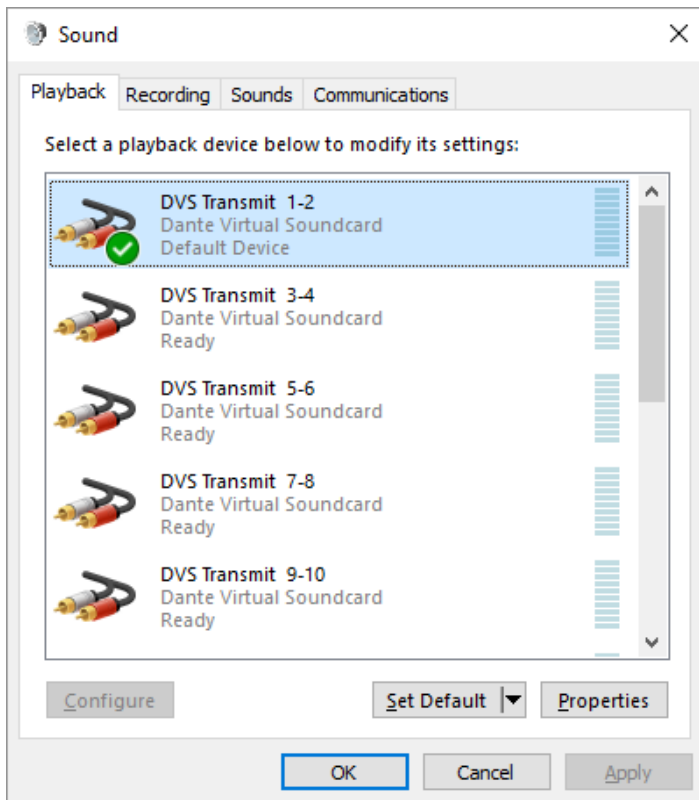 Sound
Playback Recording Sounds Communications
Select a playback device below to modify its settings:
DVS Transmit  1-2
Dante Virtual Soundcard
Default Device
DVS Transmit  3-4
Dante Virtual Soundcard
Ready
DVS Transmit  5-6
Dante Virtual Soundcard
Ready
DVS Transmit  7-8
Dante Virtual Soundcard
Ready
DVS Transmit  9-10
Dante Virtual Soundcard
Ready
Configure Set Default Properties
OK Cancel Apply